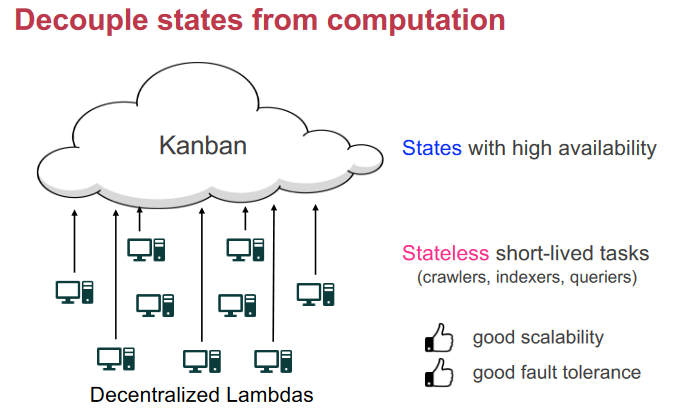 Decouple states from computation
Kanban
States with high availability
Stateless short-lived tasks
(crawlers, indexers, queriers)
good scalability
good fault tolerance
Decentralized Lambdas